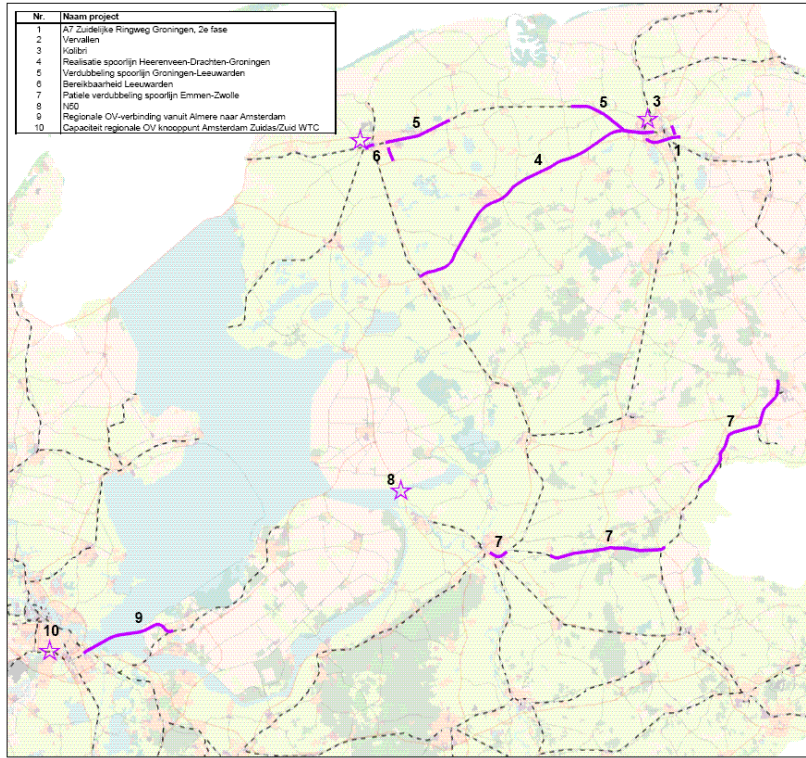 Nr. Naam project
1 A7 Zuidelijke Ringweg Groningen, 2e fase
2 Vervallen
3 Kolibri
4 Realisatie spoorlijn Heerenveen-Drachten-Groningen
5 Verdubbeling spoorlijn Groningen-Leeuwarden
6 Bereikbaarheid Leeuwarden
7 Patiele verdubbeling spoorlijn Emmen-Zwolle
8 N50
9 Regionale OV-verbinding vanuit Almere naar Amsterdam
10 Capaciteit regionale OV knooppunt Amsterdam Zuidas/Zuid WTC
5
3
5
6
4
1
7
8
7
7
9
10